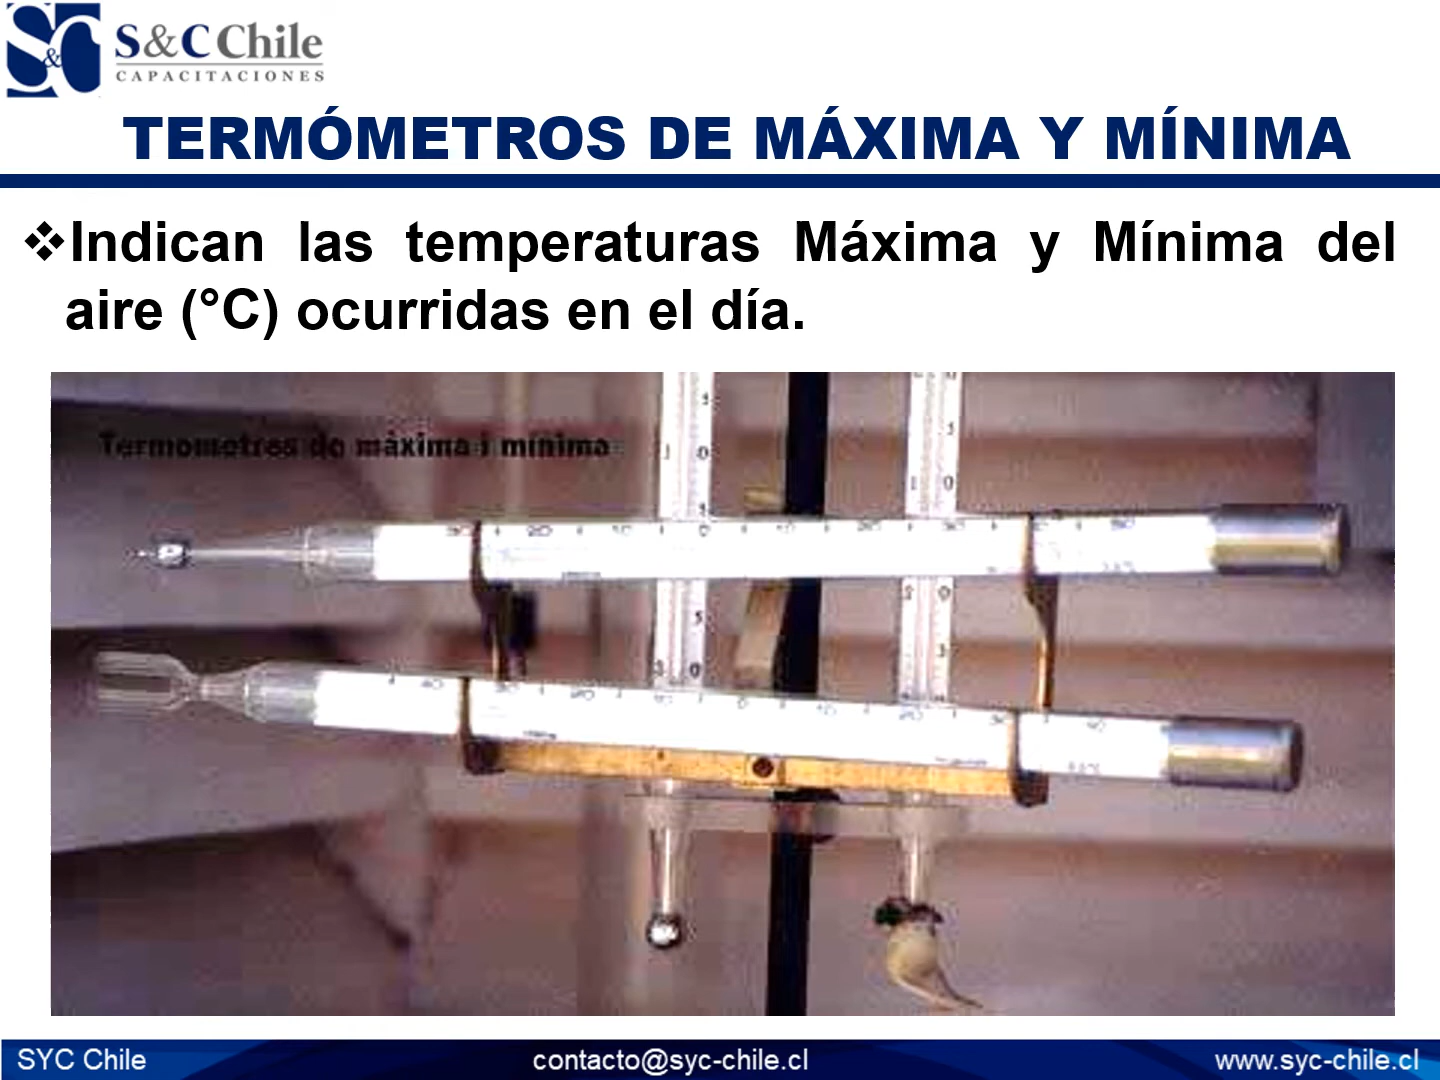 S&C Chile
CAPACITACIONES
TERMÓMETROS DE MÁXIMA Y MÍNIMA
❖Indican las temperaturas Máxima y Mínima del
aire (°C) ocurridas en el día.
Termometres de màxima i mínima
SYC Chile
contacto@syc-chile.cl
www.syc-chile.cl